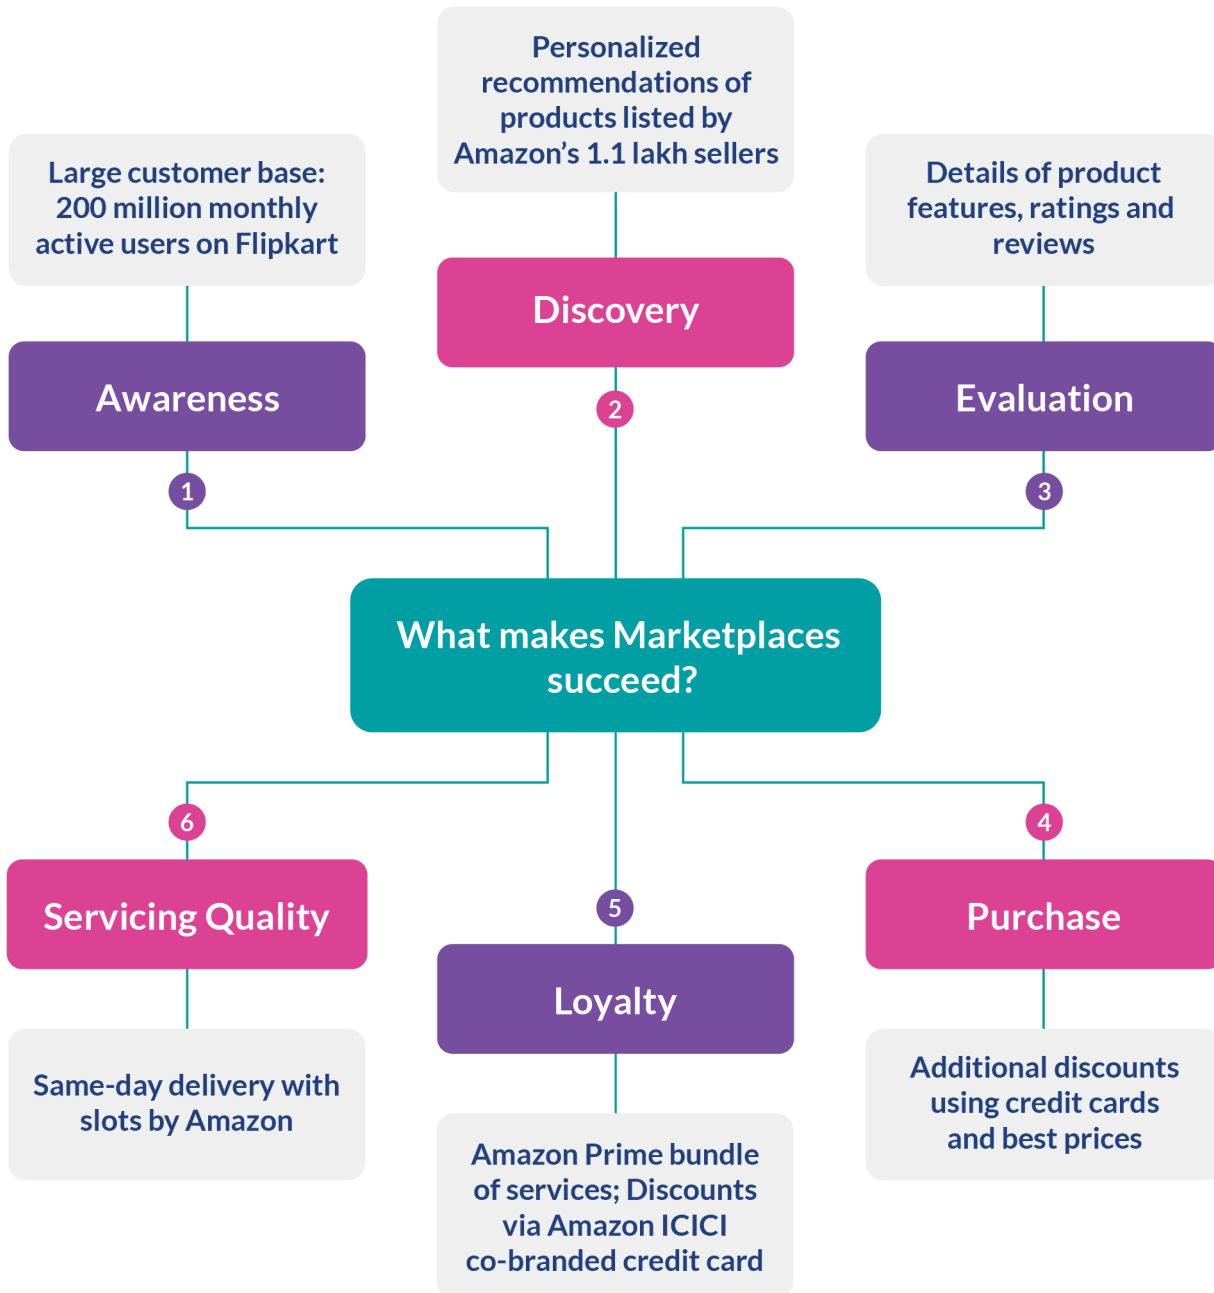 Personalized
recommendations of
products listed by
Amazon’s 1.1 lakh sellers
Large customer base:
200 million monthly
active users on Flipkart
Details of product
features, ratings and
reviews
Discovery
Awareness
Evaluation
2
1
3
What makes Marketplaces
succeed?
6
4
5
Servicing Quality
Purchase
Loyalty
Same-day delivery with
slots by Amazon
Additional discounts
using credit cards
and best prices
Amazon Prime bundle
of services; Discounts
via Amazon ICICI
co-branded credit card